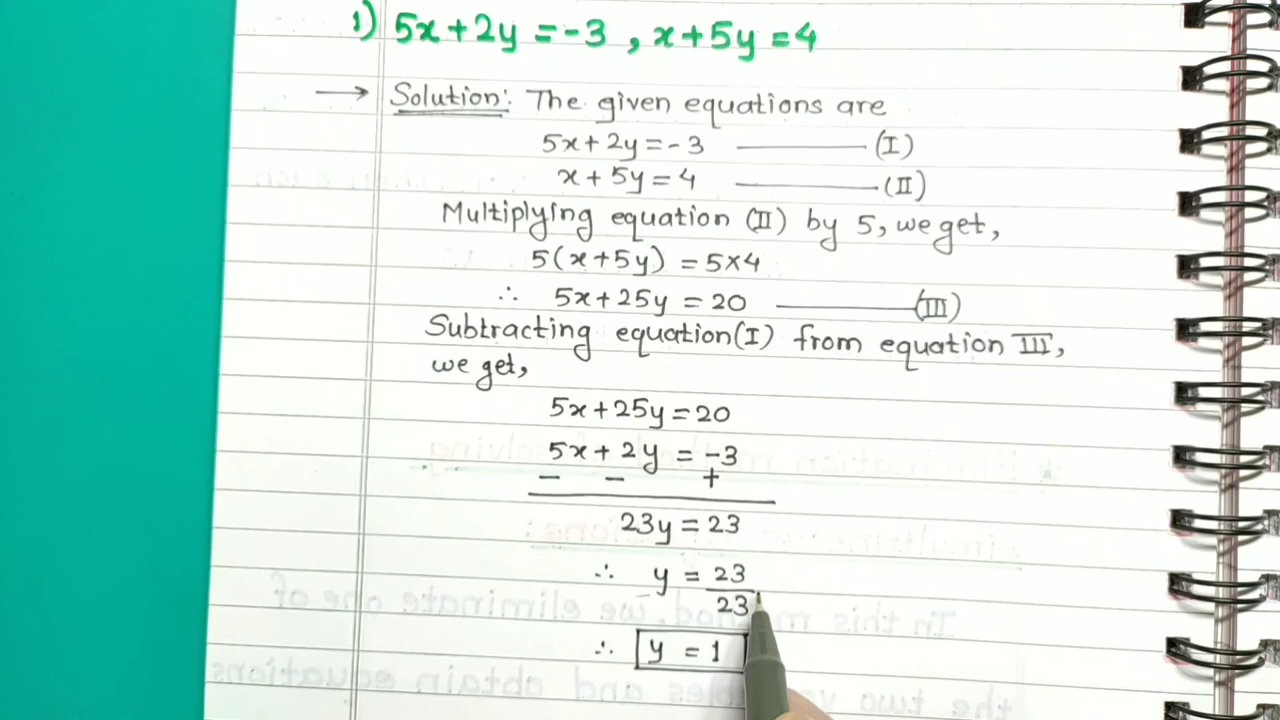 1) 5x+2y=-3, x+5y=4
→ Solution: The given equations are
5x+2y=-3 ——— (I)
x+5y=4 ——— (II)
Multiplying equation (II) by 5, we get,
5(x+5y) = 5×4
∴ 5x+25y = 20 ——— (III)
Subtracting equation(I) from equation III,
we get,
5x+25y=20
5x+2y = -3
− − +
23y=23
∴ y = 23
23
∴ y = 1